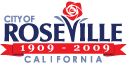 CITY OF
ROSEVILLE
1909 - 2009
CALIFORNIA